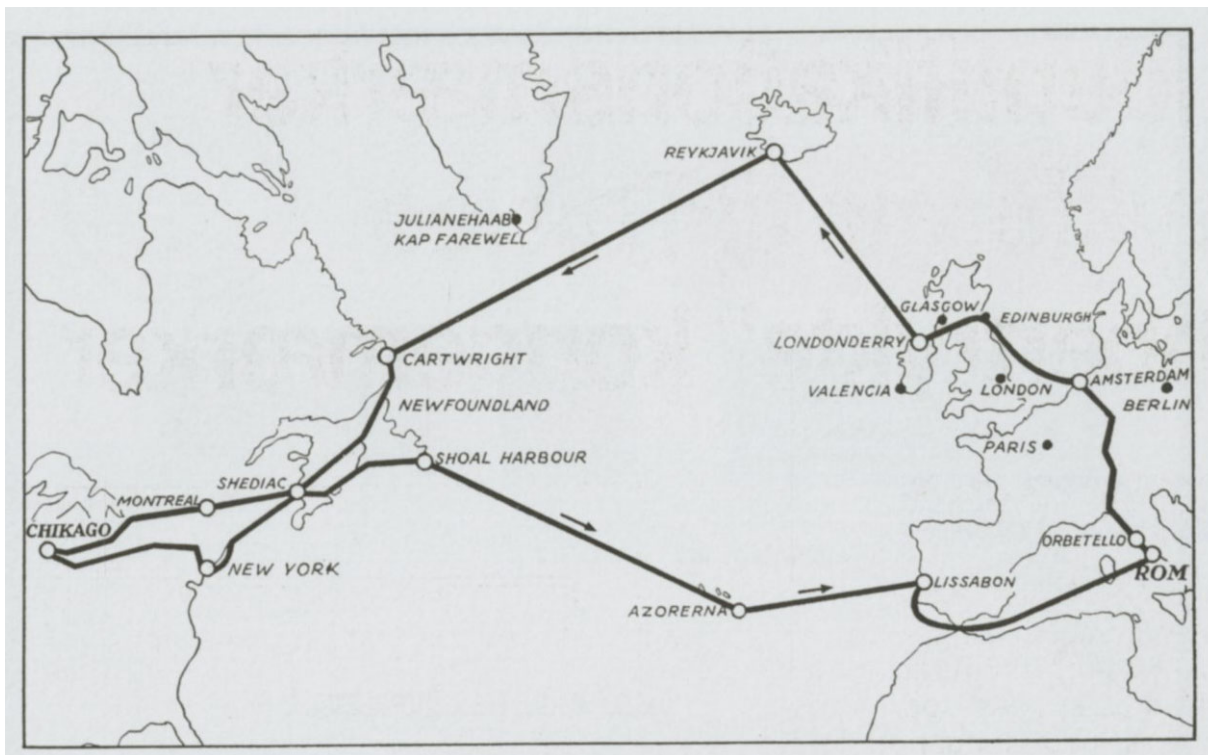 REYKJAVIK
JULIANEHAAB
KAP FAREWELL
GLASGOW
EDINBURGH
LONDONDERRY
CARTWRIGHT
AMSTERDAM
VALENCIA
LONDON
BERLIN
NEWFOUNDLAND
PARIS
SHOAL HARBOUR
SHEDIAC
MONTREAL
CHIKAGO
ORBETELLO
NEW YORK
ROM
LISSABON
AZORERNA